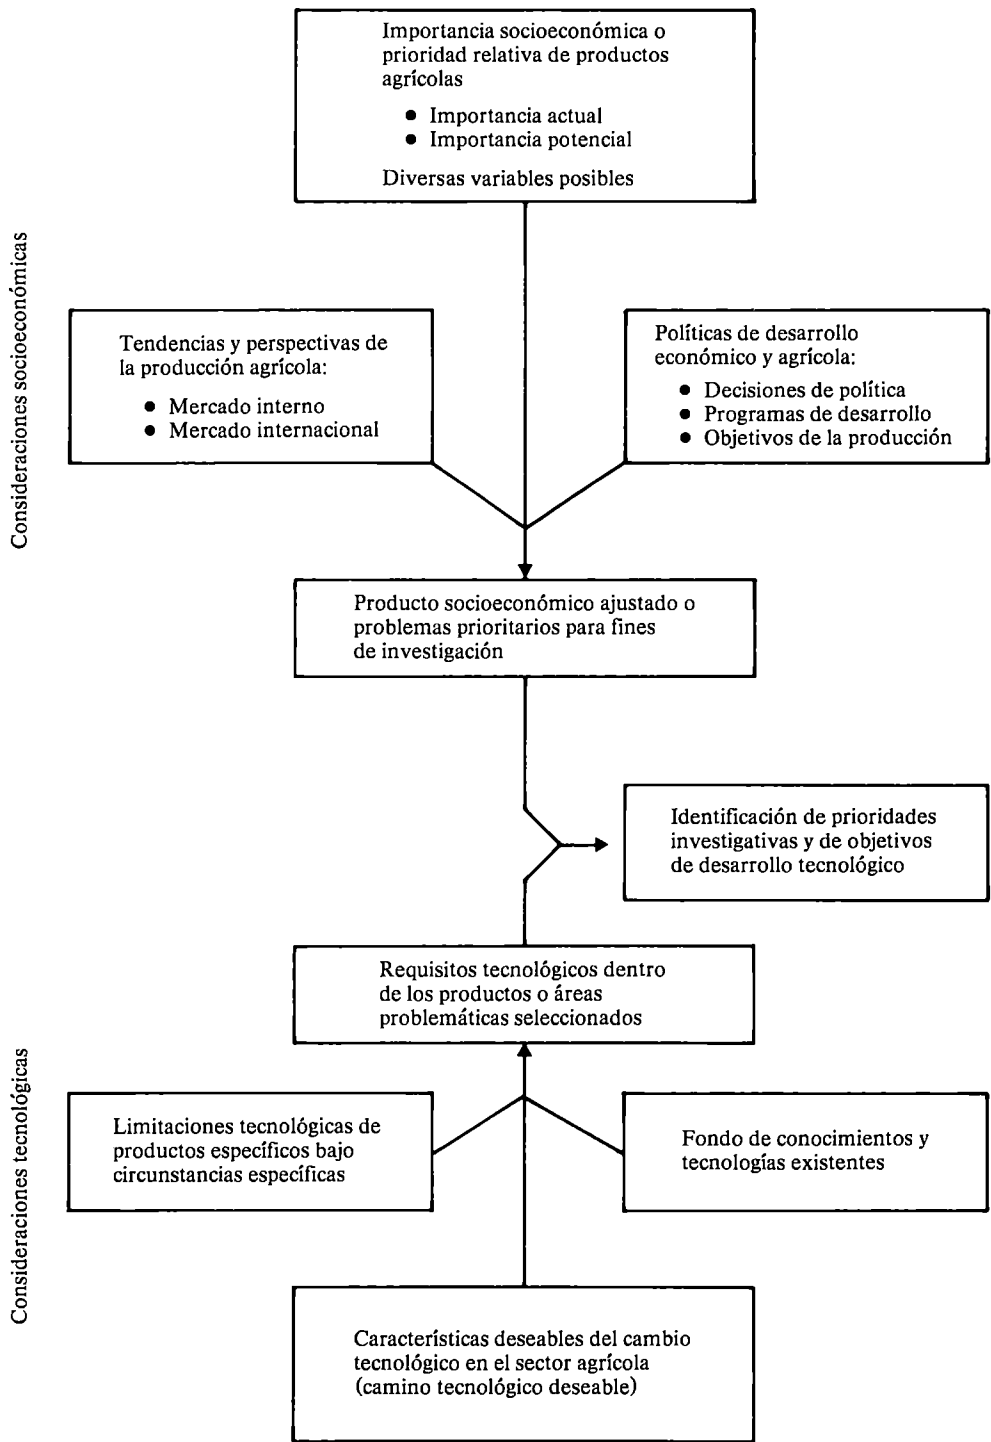 Importancia socioeconómica o
prioridad relativa de productos
agrícolas
● Importancia actual
● Importancia potencial
Diversas variables posibles
Consideraciones socioeconómicas
Tendencias y perspectivas de
la producción agrícola:
● Mercado interno
● Mercado internacional
Políticas de desarrollo
económico y agrícola:
● Decisiones de política
● Programas de desarrollo
● Objetivos de la producción
Producto socioeconómico ajustado o
problemas prioritarios para fines
de investigación
Identificación de prioridades
investigativas y de objetivos
de desarrollo tecnológico
Requisitos tecnológicos dentro
de los productos o áreas
problemáticas seleccionados
Consideraciones tecnológicas
Limitaciones tecnológicas de
productos específicos bajo
circunstancias específicas
Fondo de conocimientos y
tecnologías existentes
Características deseables del cambio
tecnológico en el sector agrícola
(camino tecnológico deseable)